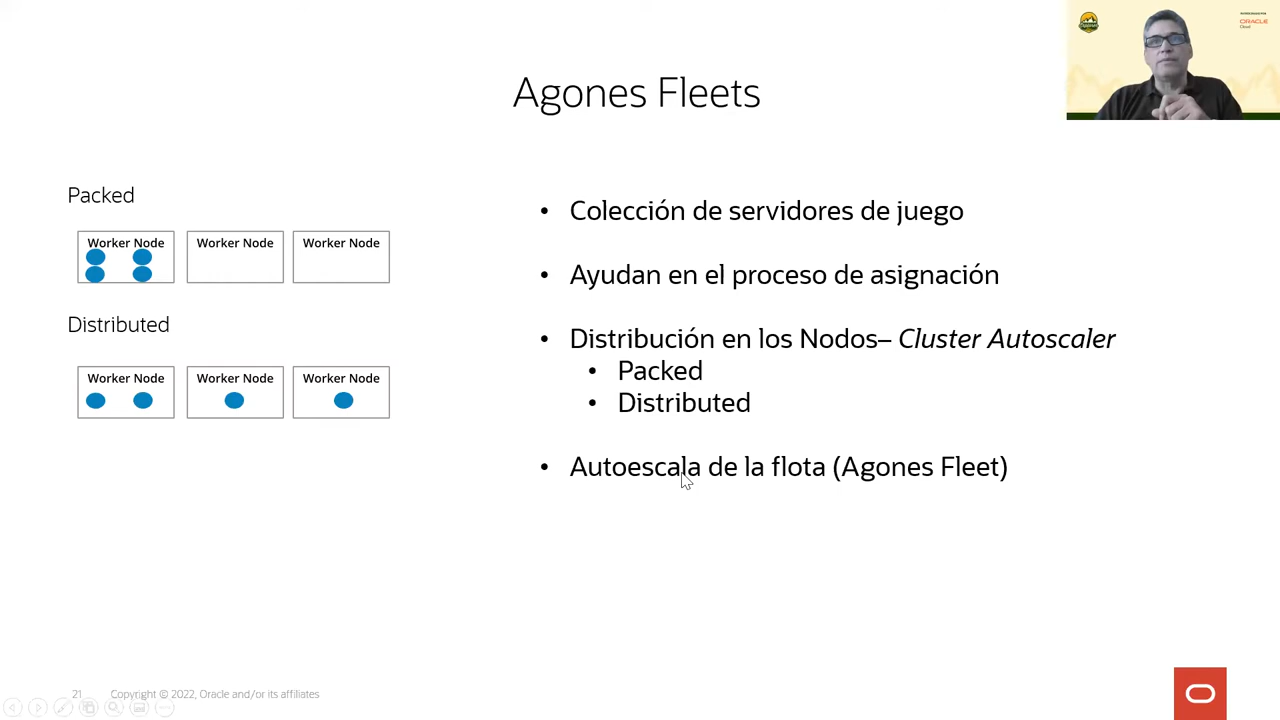 Agones Fleets
Packed
Worker Node
Worker Node
Worker Node
Distributed
Worker Node
Worker Node
Worker Node
• Colección de servidores de juego
• Ayudan en el proceso de asignación
• Distribución en los Nodos– Cluster Autoscaler
• Packed
• Distributed
• Autoescala de la flota (Agones Fleet)
21
Copyright © 2022, Oracle and/or its affiliates
ORACLE
Cloud